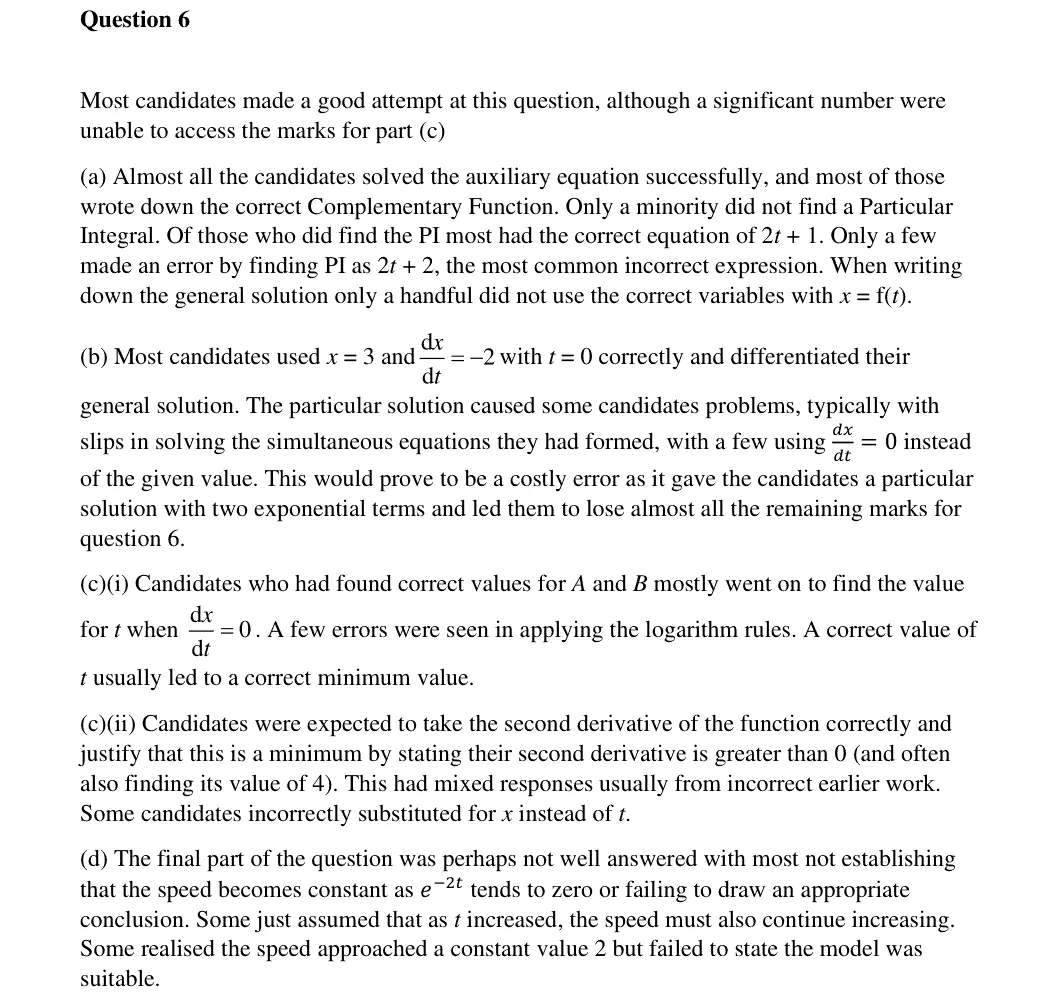 Question 6
Most candidates made a good attempt at this question, although a significant number were
unable to access the marks for part (c)
(a) Almost all the candidates solved the auxiliary equation successfully, and most of those
wrote down the correct Complementary Function. Only a minority did not find a Particular
Integral. Of those who did find the PI most had the correct equation of 2t + 1. Only a few
made an error by finding PI as 2t + 2, the most common incorrect expression. When writing
down the general solution only a handful did not use the correct variables with x = f(t).
(b) Most candidates used x = 3 and dx/dt = –2 with t = 0 correctly and differentiated their
general solution. The particular solution caused some candidates problems, typically with
slips in solving the simultaneous equations they had formed, with a few using dx/dt = 0 instead
of the given value. This would prove to be a costly error as it gave the candidates a particular
solution with two exponential terms and led them to lose almost all the remaining marks for
question 6.
(c)(i) Candidates who had found correct values for A and B mostly went on to find the value
for t when dx/dt = 0. A few errors were seen in applying the logarithm rules. A correct value of
t usually led to a correct minimum value.
(c)(ii) Candidates were expected to take the second derivative of the function correctly and
justify that this is a minimum by stating their second derivative is greater than 0 (and often
also finding its value of 4). This had mixed responses usually from incorrect earlier work.
Some candidates incorrectly substituted for x instead of t.
(d) The final part of the question was perhaps not well answered with most not establishing
that the speed becomes constant as e^{−2t} tends to zero or failing to draw an appropriate
conclusion. Some just assumed that as t increased, the speed must also continue increasing.
Some realised the speed approached a constant value 2 but failed to state the model was
suitable.